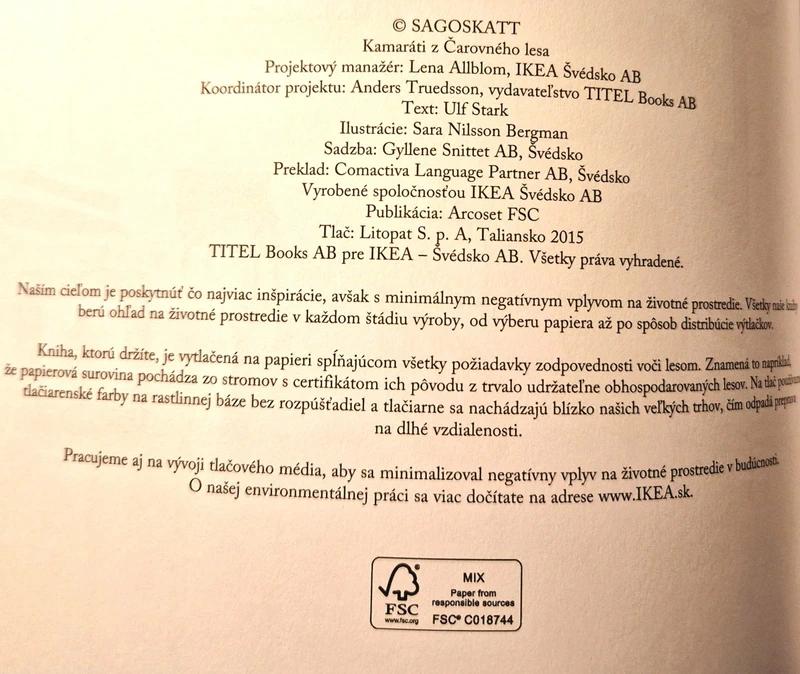 © SAGOSKATT
Kamaráti z Čarovného lesa
Projektový manažér: Lena Allblom, IKEA Švédsko AB
Koordinátor projektu: Anders Truedsson, vydavateľstvo TITEL Books AB
Text: Ulf Stark
Ilustrácie: Sara Nilsson Bergman
Sadzba: Gyllene Snittet AB, Švédsko
Preklad: Comactiva Language Partner AB, Švédsko
Vyrobené spoločnosťou IKEA Švédsko AB
Publikácia: Arcoset FSC
Tlač: Litopat S. p. A, Taliansko 2015
TITEL Books AB pre IKEA – Švédsko AB. Všetky práva vyhradené.
Naším cieľom je poskytnúť čo najviac inšpirácie, avšak s minimálnym negatívnym vplyvom na životné prostredie. Všetky naše knihy
berú ohľad na životné prostredie v každom štádiu výroby, od výberu papiera až po spôsob distribúcie výtlačkov.
Kniha, ktorú držíte, je vytlačená na papieri spĺňajúcom všetky požiadavky zodpovednosti voči lesom. Znamená to napríklad,
že papierová surovina pochádza zo stromov s certifikátom ich pôvodu z trvalo udržateľne obhospodarovaných lesov. Na tlač
tlačiarenské farby na rastlinnej báze bez rozpúšťadiel a tlačiarne sa nachádzajú blízko našich veľkých trhov, čím odpadá preprava
na dlhé vzdialenosti.
Pracujeme aj na vývoji tlačového média, aby sa minimalizoval negatívny vplyv na životné prostredie v budúcnosti.
O našej environmentálnej práci sa viac dočítate na adrese www.IKEA.sk.
FSC
www.fsc.org
MIX
Paper from
responsible sources
FSC® C018744